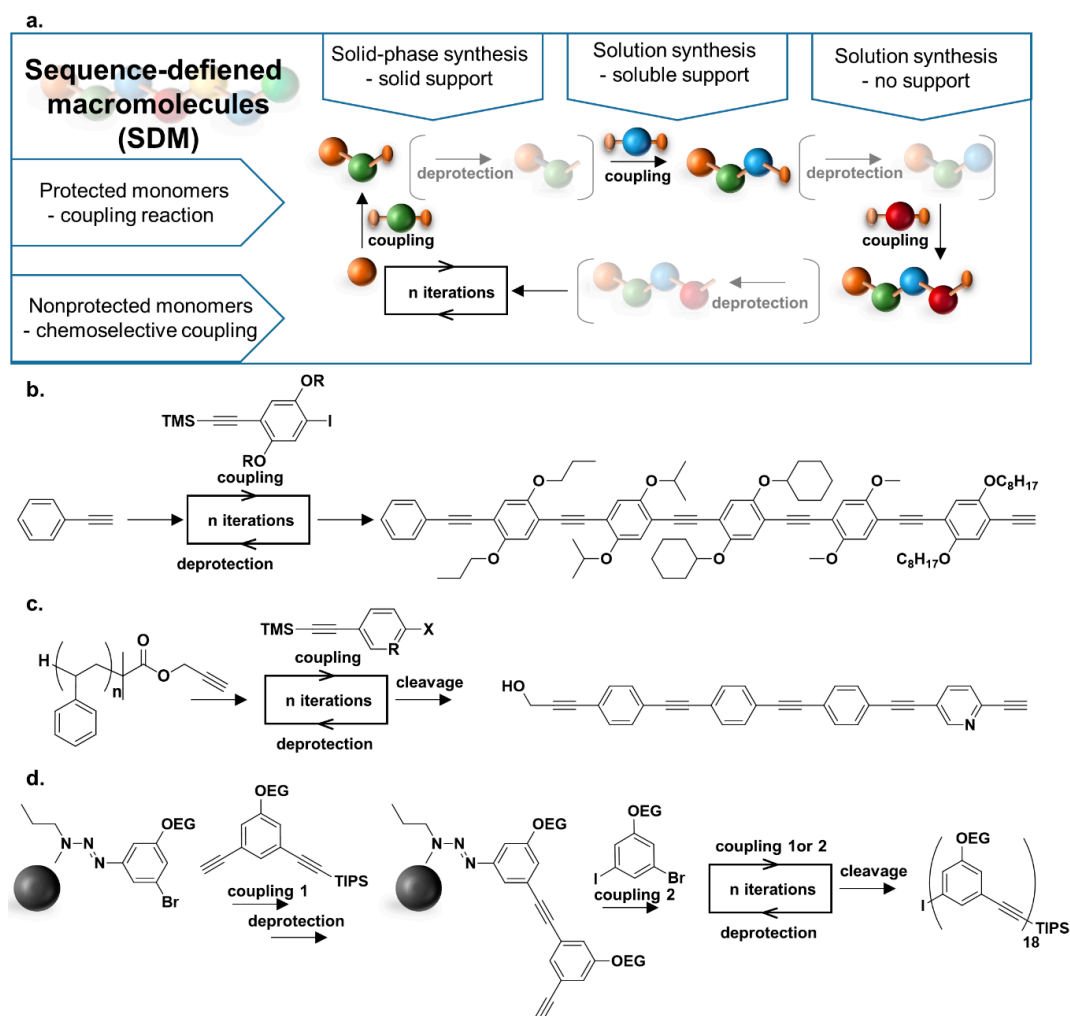 a.
Sequence-defiened
macromolecules
(SDM)
Solid-phase synthesis
- solid support
Solution synthesis
- soluble support
Solution synthesis
- no support
Protected monomers
- coupling reaction
Nonprotected monomers
- chemoselective coupling
deprotection
coupling
deprotection
coupling
coupling
n iterations
deprotection
b.
OR
TMS
I
RO
coupling
n iterations
deprotection
O
O
O
O
OC8H17
O
O
O
O
C8H17O
c.
H
n
O
O
TMS
X
R
coupling
n iterations
deprotection
cleavage
HO
N
d.
N
N
N
OEG
Br
OEG
TIPS
coupling 1
deprotection
N
N
N
OEG
OEG
OEG
I
Br
coupling 2
coupling 1or 2
n iterations
deprotection
cleavage
OEG
I
TIPS
18